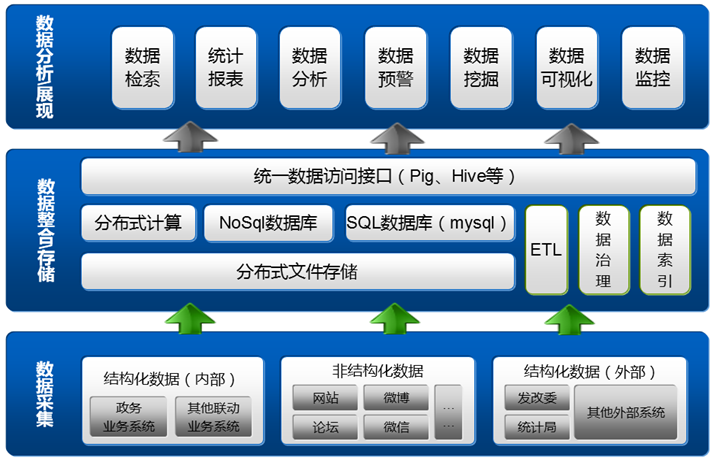 数据分析/展现
数据
检索
统计
报表
数据
分析
数据
预警
数据
挖掘
数据
可视化
数据
监控
数据整合/存储
统一数据访问接口（Pig、Hive等）
分布式计算
NoSql数据库
SQL数据库（mysql）
分布式文件存储
ETL
数据治理
数据索引
数据采集
结构化数据（内部）
政务
业务系统
其他联动
业务系统
非结构化数据
网站
微博
…
论坛
微信
…
结构化数据（外部）
发改委
统计局
其他外部系统